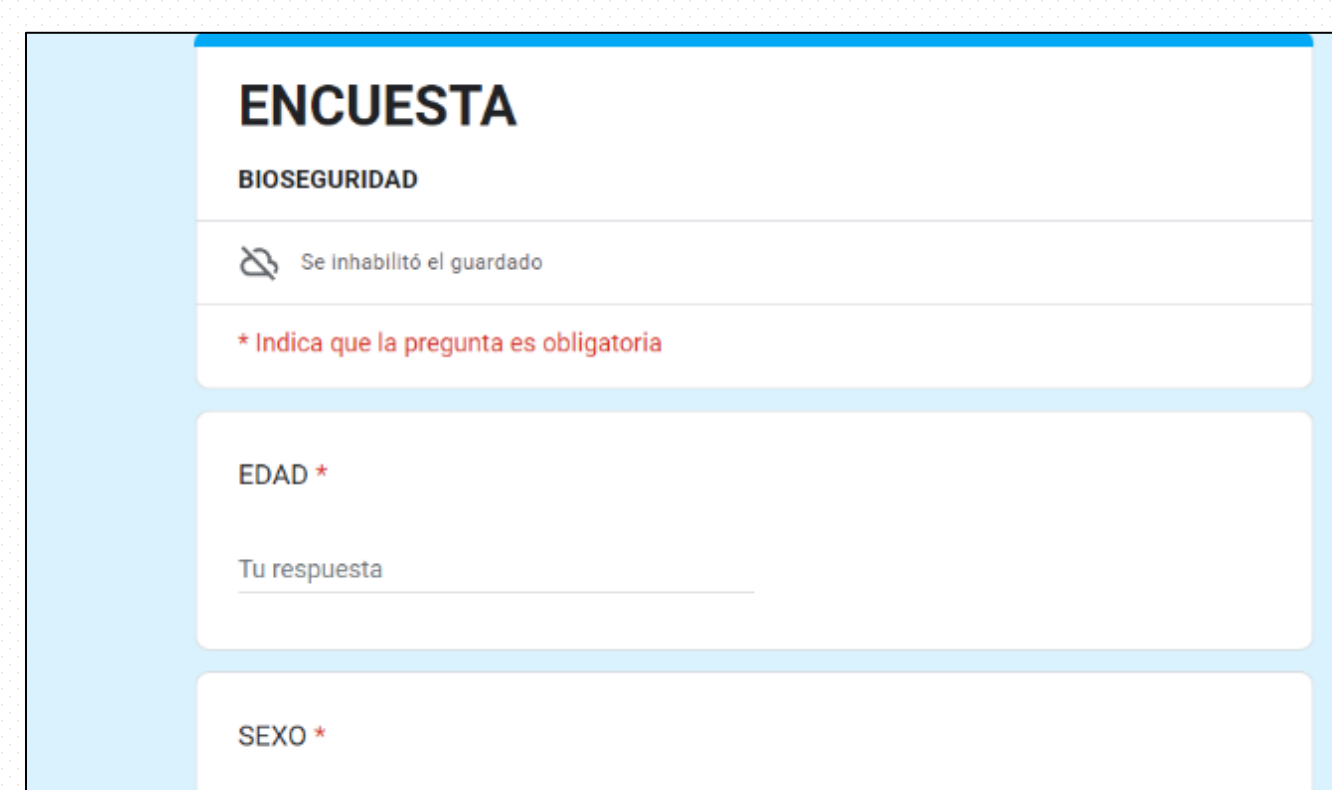 ENCUESTA
BIOSEGURIDAD
Se inhabilitó el guardado
* Indica que la pregunta es obligatoria
EDAD *
Tu respuesta
SEXO *